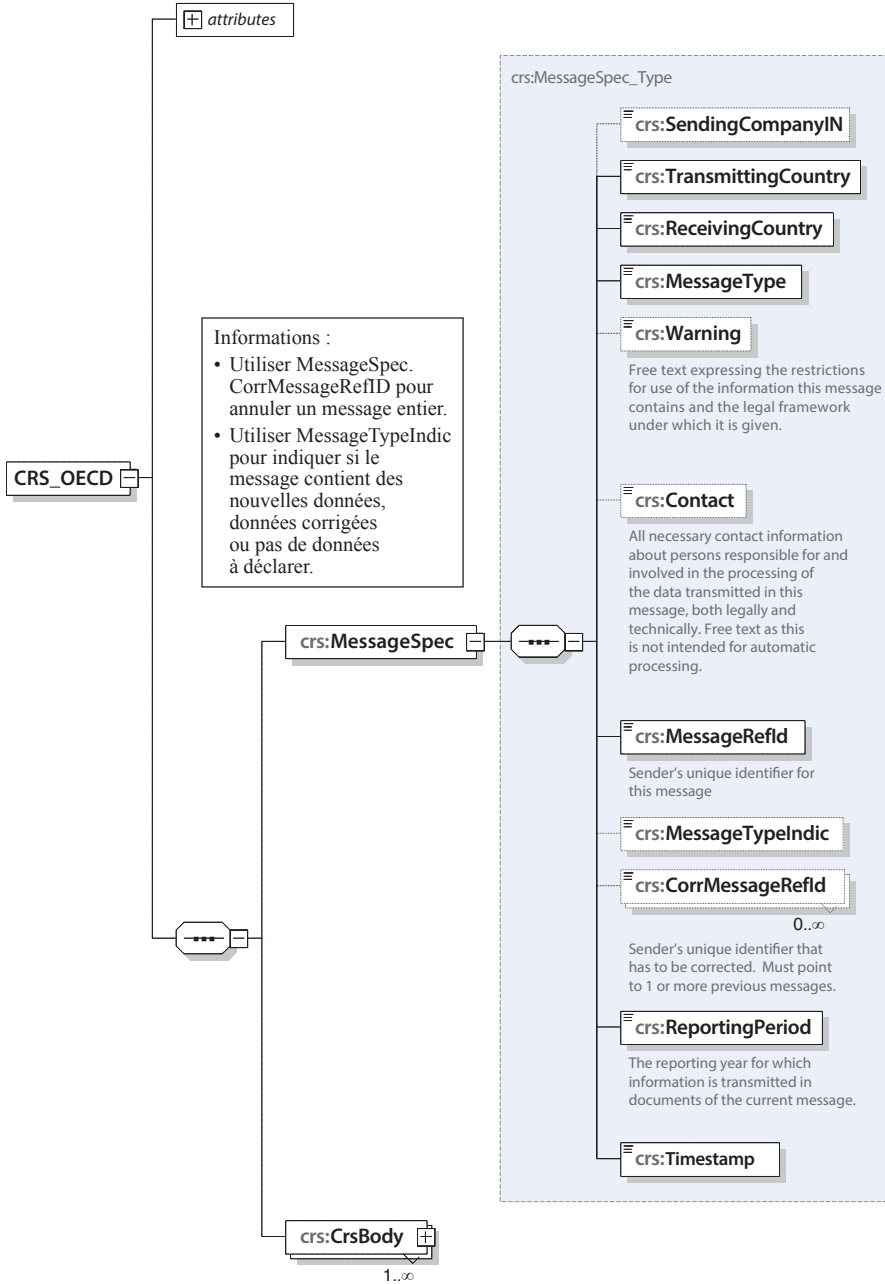 attributes
crs:MessageSpec_Type
crs:SendingCompanyIN
crs:TransmittingCountry
crs:ReceivingCountry
crs:MessageType
crs:Warning
Free text expressing the restrictions
for use of the information this message
contains and the legal framework
under which it is given.
Informations :
• Utiliser MessageSpec.
CorrMessageRefID pour
annuler un message entier.
• Utiliser MessageTypeIndic
pour indiquer si le
message contient des
nouvelles données,
données corrigées
ou pas de données
à déclarer.
CRS_OECD
crs:Contact
All necessary contact information
about persons responsible for and
involved in the processing of
the data transmitted in this
message, both legally and
technically. Free text as this
is not intended for automatic
processing.
crs:MessageSpec
crs:MessageRefId
Sender's unique identifier for
this message
crs:MessageTypeIndic
crs:CorrMessageRefId
0..∞
Sender's unique identifier that
has to be corrected. Must point
to 1 or more previous messages.
crs:ReportingPeriod
The reporting year for which
information is transmitted in
documents of the current message.
crs:Timestamp
crs:CrsBody
1..∞